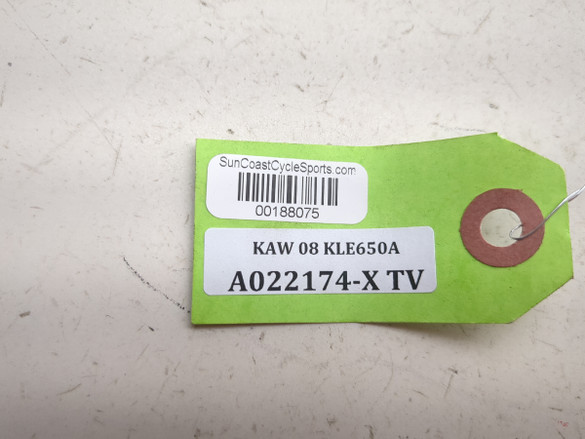 SunCoastCycleSports.com
00188075
KAW 08 KLE650A
A022174-X TV